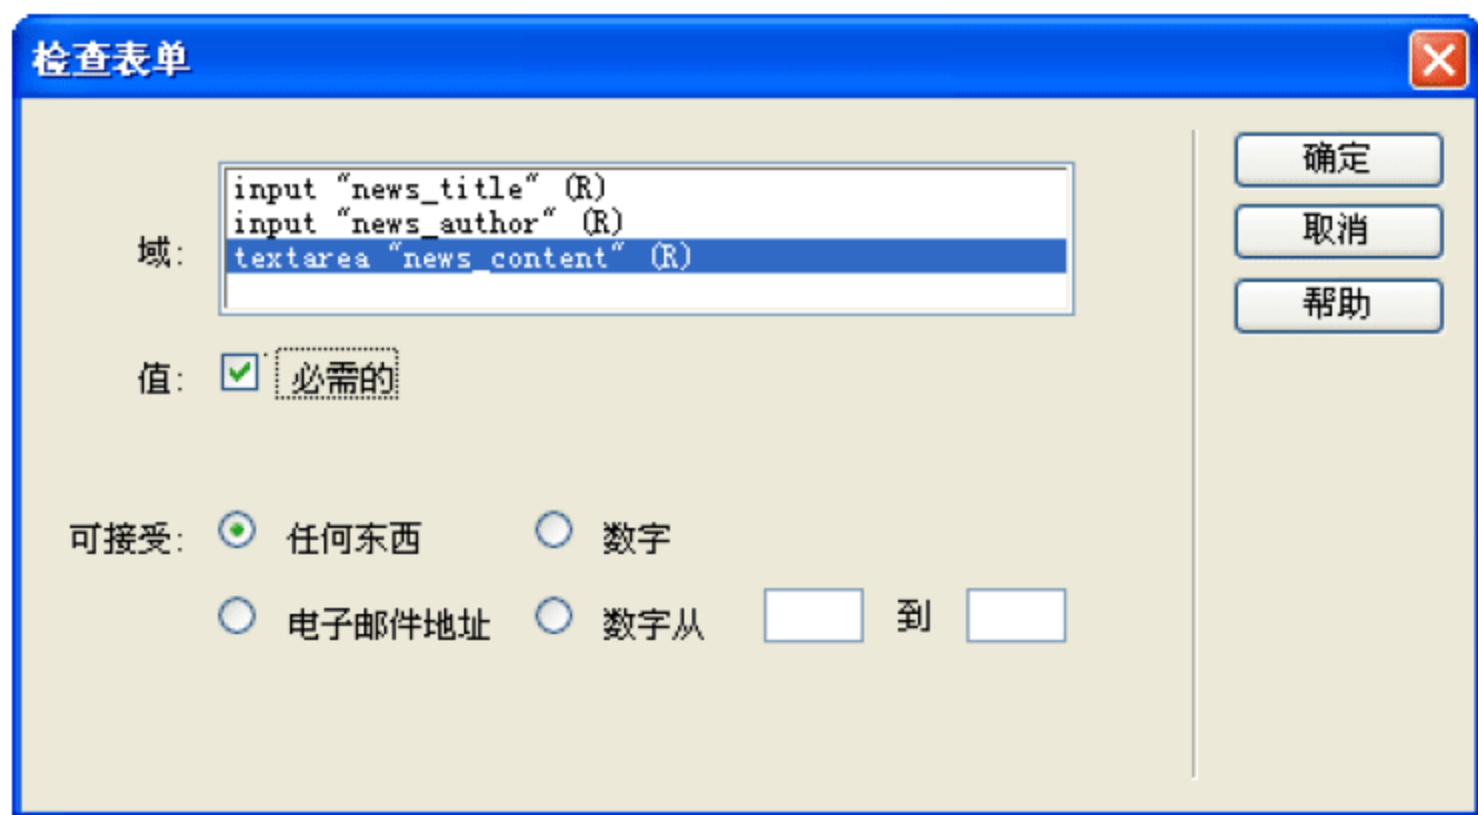 检查表单
域:
input "news_title" (R)
input "news_author" (R)
textarea "news_content" (R)
值: 必需的
可接受: 任何东西 数字
电子邮件地址 数字从 到
确定
取消
帮助